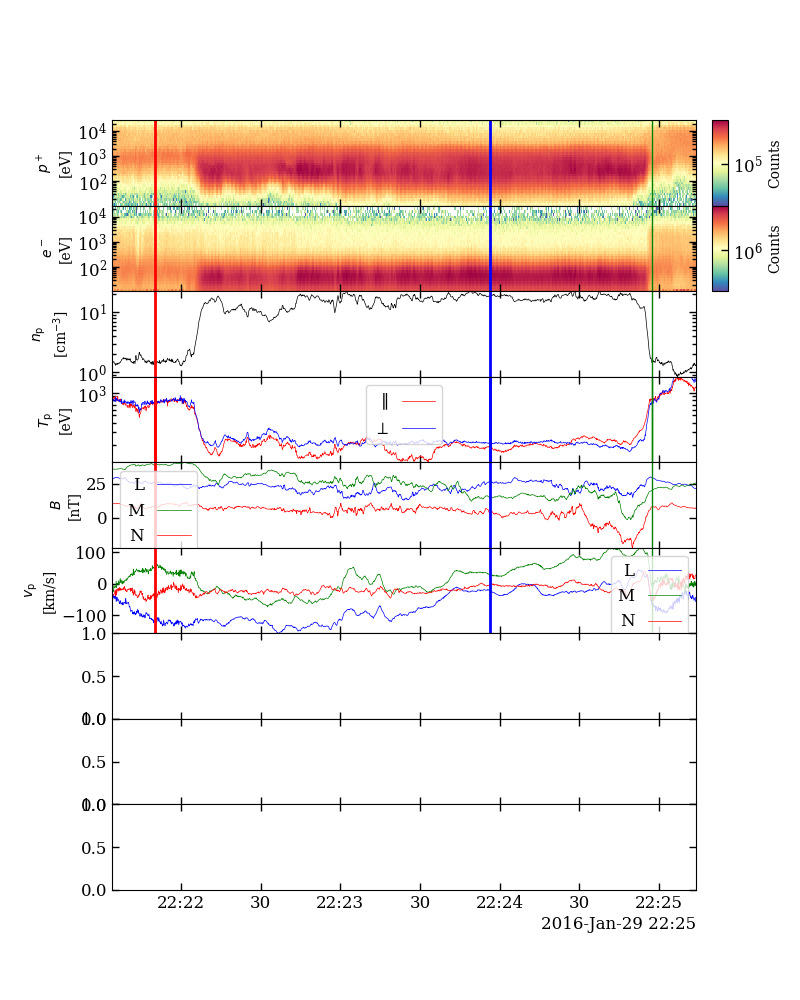 10⁴
10³
10²
p⁺
[eV]
10⁵
Counts
10⁴
10³
10²
e⁻
[eV]
10⁶
Counts
10¹
10⁰
nₚ
[cm⁻³]
10³
Tₚ
[eV]
∥
⊥
25
0
B
[nT]
L
M
N
100
0
−100
vₚ
[km/s]
L
M
N
1.0
0.5
0.0
1.0
0.5
0.0
1.0
0.5
0.0
22:22 30 22:23 30 22:24 30 22:25
2016-Jan-29 22:25